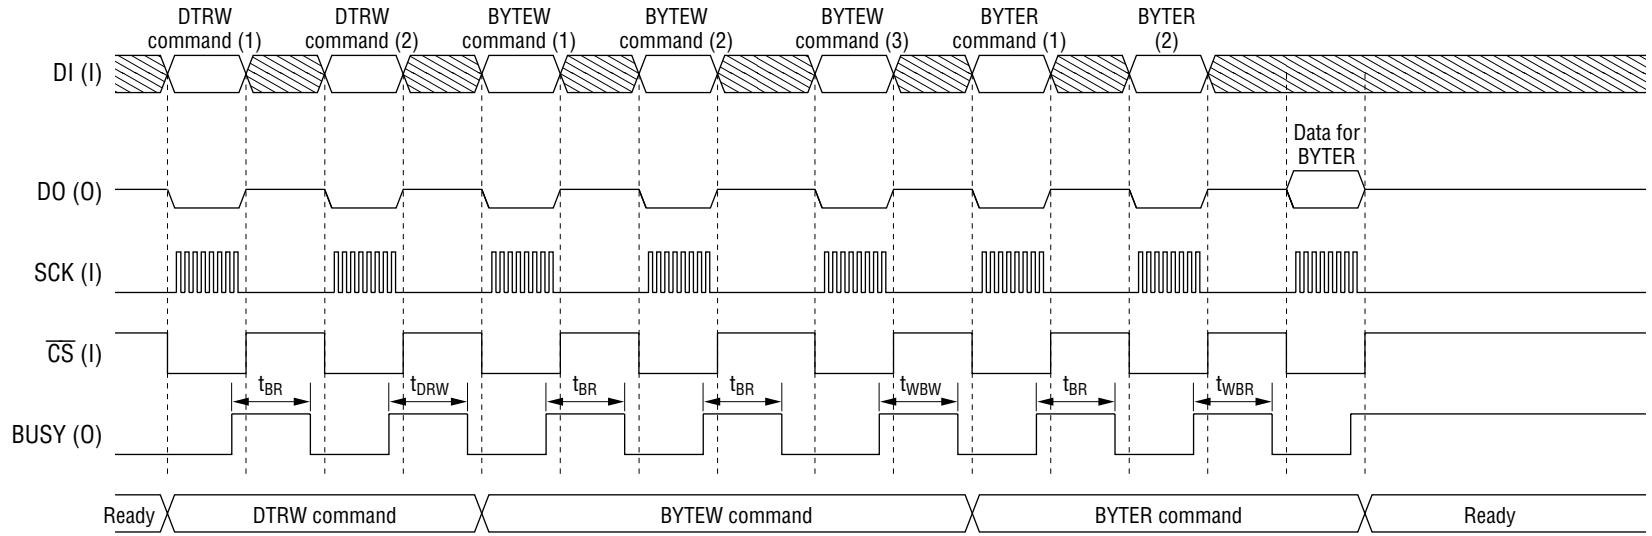 DTRW command (1)
DTRW command (2)
BYTEW command (1)
BYTEW command (2)
BYTEW command (3)
BYTER command (1)
BYTER (2)
DI (I)
Data for BYTER
DO (O)
SCK (I)
CS (I)
tBR
tDRW
tBR
tBR
tWBW
tBR
tWBR
BUSY (O)
Ready
DTRW command
BYTEW command
BYTER command
Ready